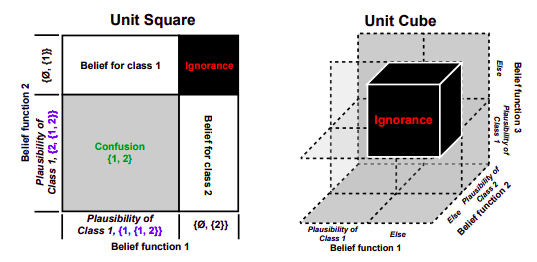 Unit Square
Unit Cube
Belief function 2
{Ø, {1}}
Plausibility of
Class 1, {2, {1, 2}}
Belief for class 1
Ignorance
Confusion
{1, 2}
Belief for class 2
Plausibility of
Class 1, {1, {1, 2}}
{Ø, {2}}
Belief function 1
Ignorance
Else
Plausibility of
Class 1
Belief function 3
Plausibility of
Class 1
Else
Belief function 1
Else
Plausibility of
Class 2
Belief function 2